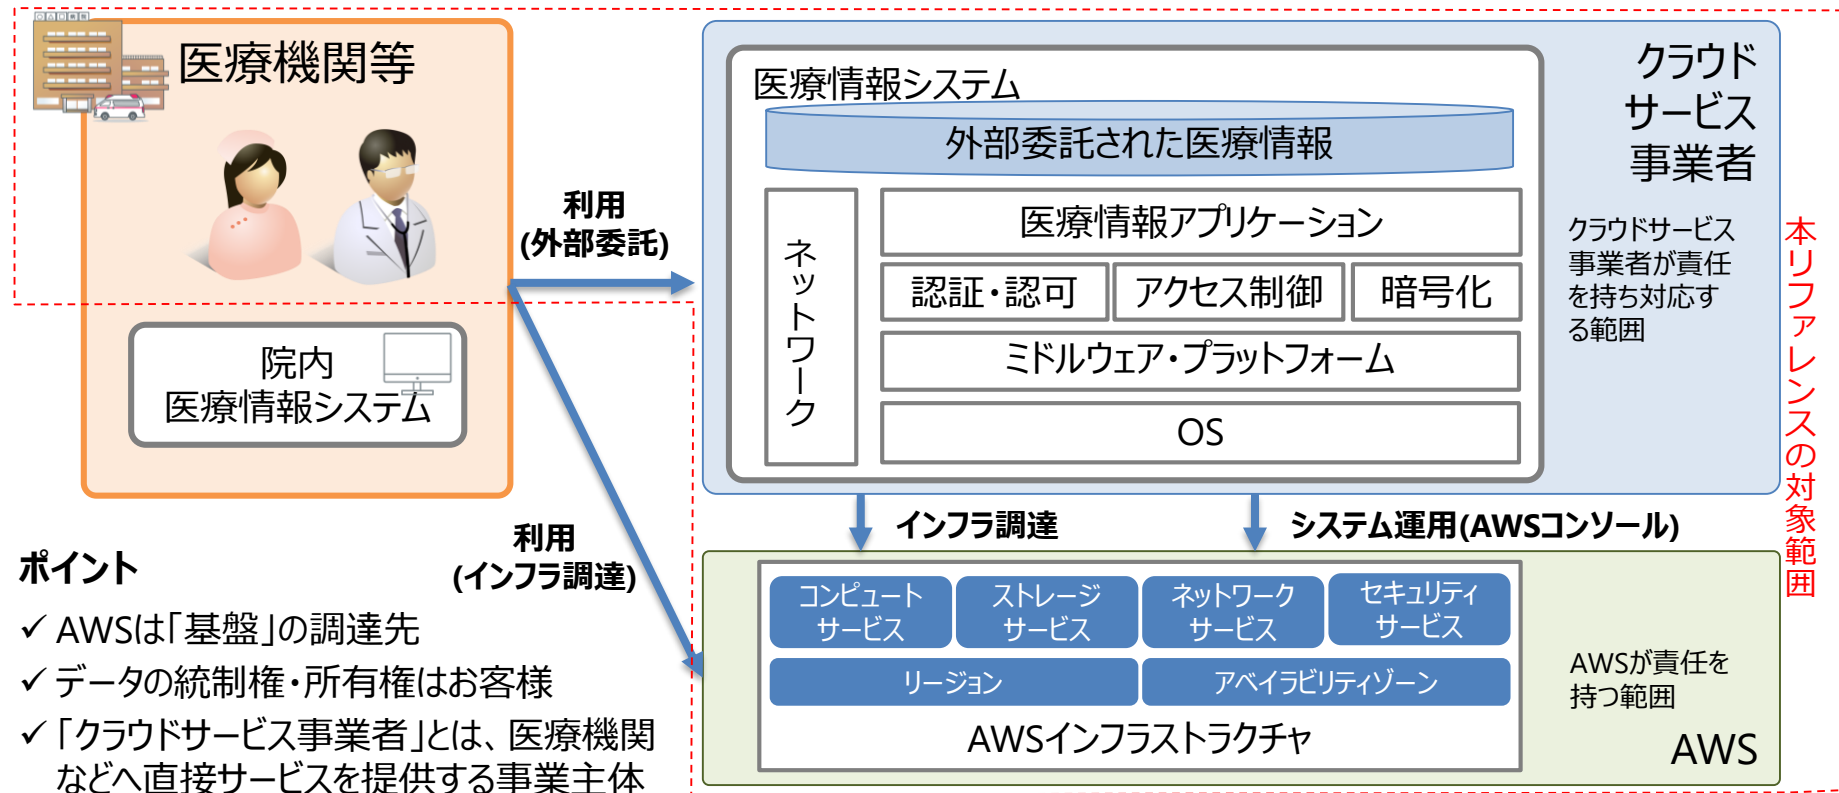 医療機関等
利用
(外部委託)
院内
医療情報システム
利用
(インフラ調達)
医療情報システム
外部委託された医療情報
ネットワーク
医療情報アプリケーション
認証・認可
アクセス制御
暗号化
ミドルウェア・プラットフォーム
OS
クラウド
サービス
事業者
クラウドサービス
事業者が責任
を持ち対応す
る範囲
本リファレンスの対象範囲
インフラ調達
システム運用(AWSコンソール)
コンピュート
サービス
ストレージ
サービス
ネットワーク
サービス
セキュリティ
サービス
リージョン
アベイラビリティゾーン
AWSインフラストラクチャ
AWSが責任を
持つ範囲
AWS
ポイント
✓ AWSは「基盤」の調達先
✓ データの統制権・所有権はお客様
✓ 「クラウドサービス事業者」とは、医療機関
などへ直接サービスを提供する事業主体